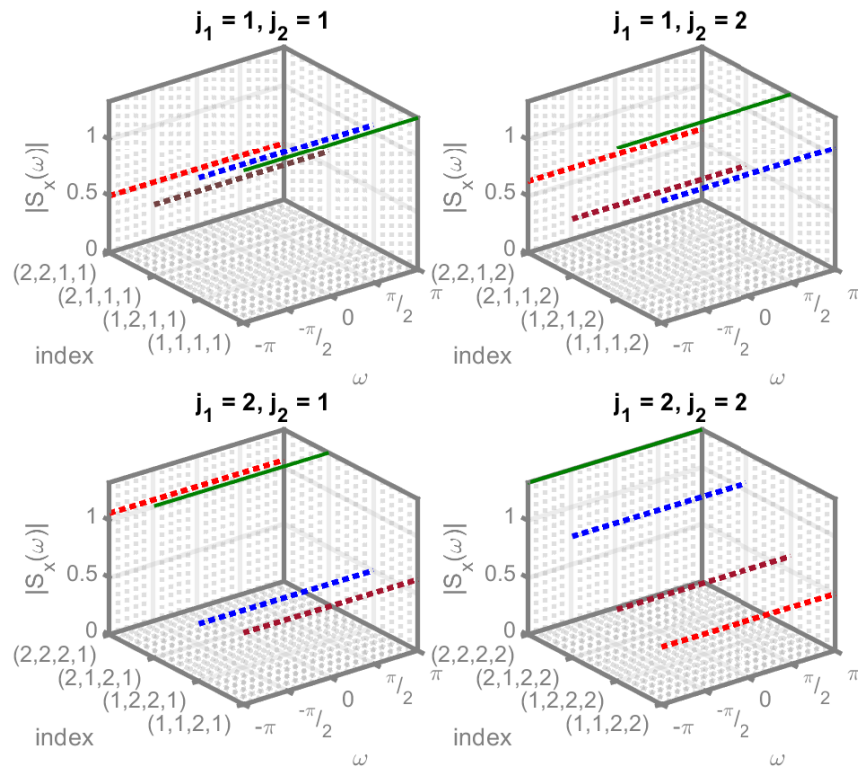 j₁ = 1, j₂ = 1
|Sₓ(ω)|
1
0.5
0
(2,2,1,1)
(2,1,1,1)
(1,2,1,1)
(1,1,1,1)
index
-π
-π/2
0
π/2
π
ω
j₁ = 1, j₂ = 2
|Sₓ(ω)|
1
0.5
0
(2,2,1,2)
(2,1,1,2)
(1,2,1,2)
(1,1,1,2)
index
-π
-π/2
0
π/2
π
ω
j₁ = 2, j₂ = 1
|Sₓ(ω)|
1
0.5
0
(2,2,2,1)
(2,1,2,1)
(1,2,2,1)
(1,1,2,1)
index
-π
-π/2
0
π/2
π
ω
j₁ = 2, j₂ = 2
|Sₓ(ω)|
1
0.5
0
(2,2,2,2)
(2,1,2,2)
(1,2,2,2)
(1,1,2,2)
index
-π
-π/2
0
π/2
π
ω